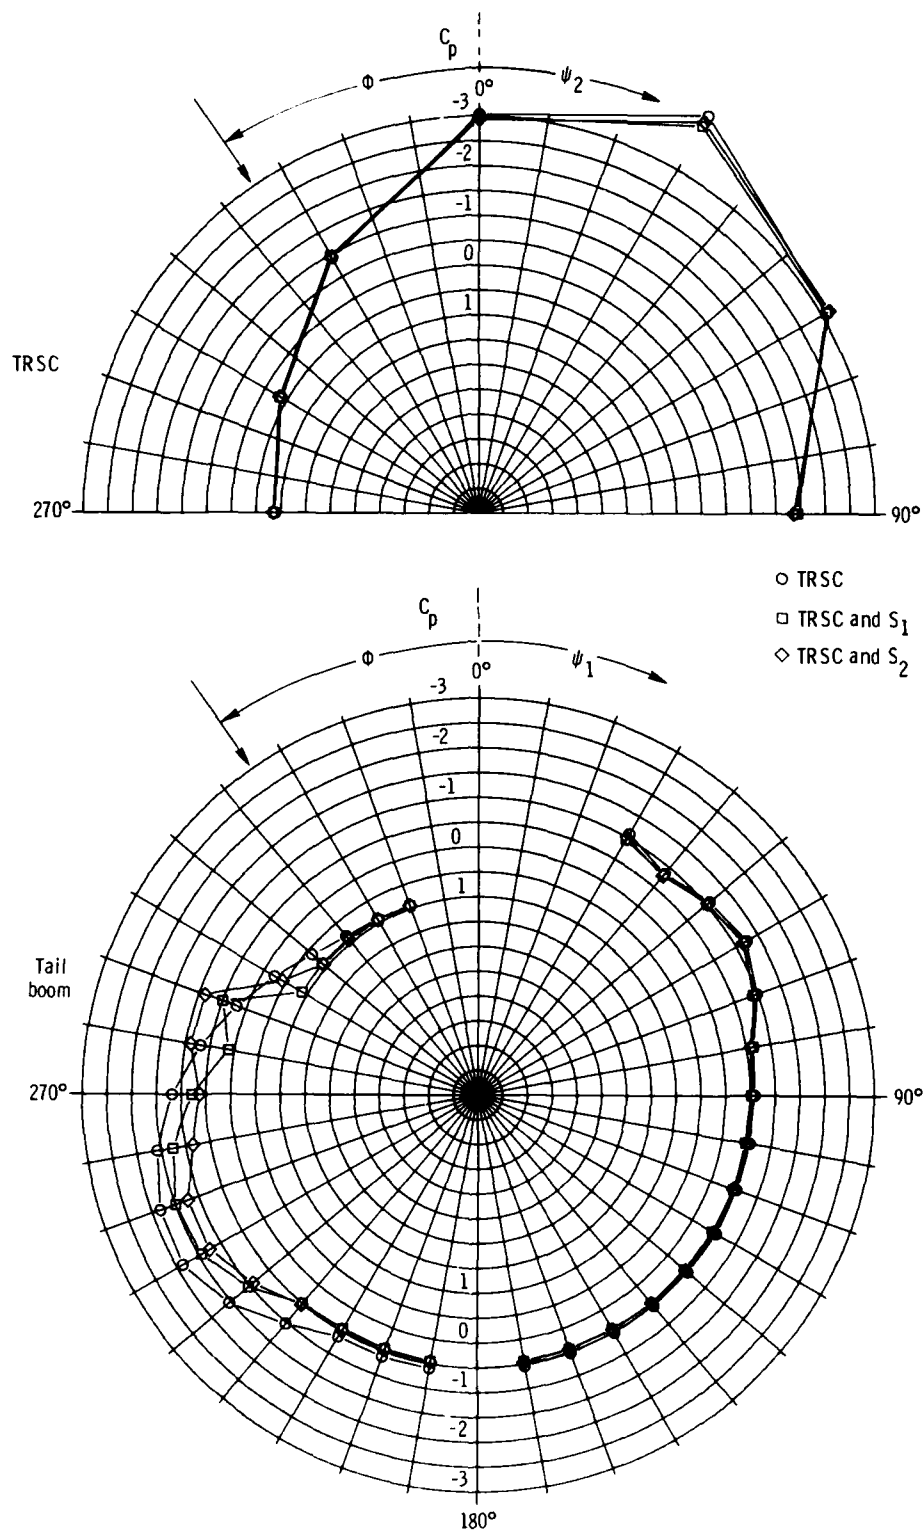 C_p
Φ
ψ_2
0°
-3
-2
-1
0
1
TRSC
270°
90°
TRSC
TRSC and S_1
TRSC and S_2
C_p
Φ
ψ_1
0°
-3
-2
-1
0
1
Tail
boom
270°
90°
1
0
-1
-2
-3
180°